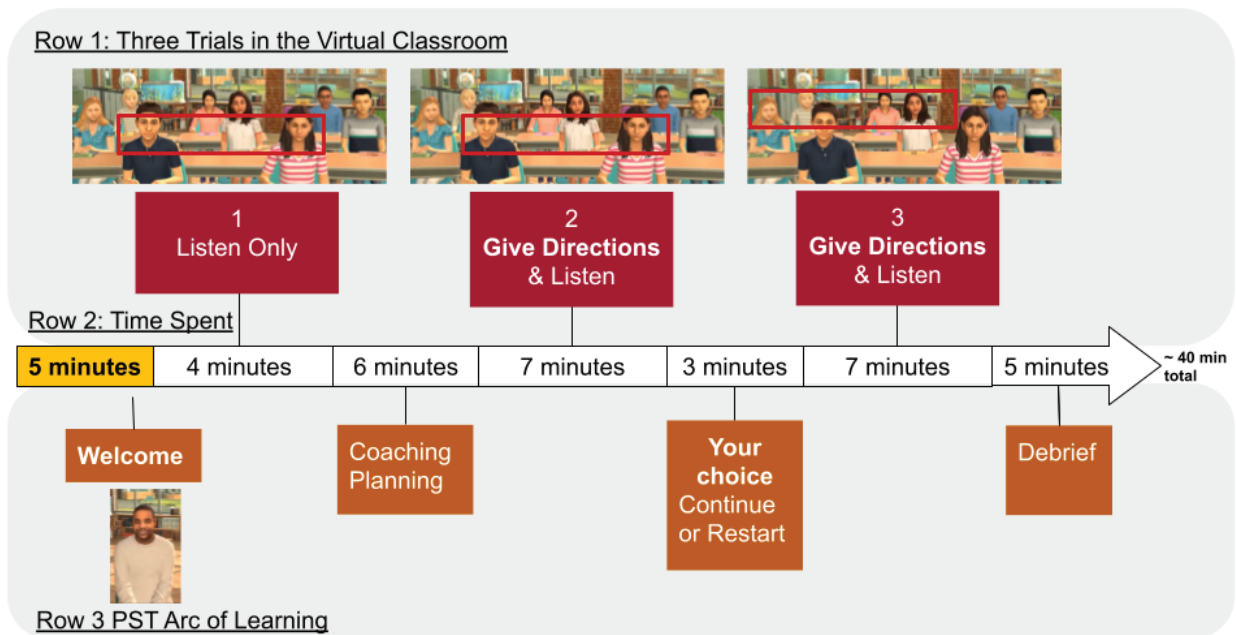 Row 1: Three Trials in the Virtual Classroom
1
Listen Only
2
Give Directions
& Listen
3
Give Directions
& Listen
Row 2: Time Spent
5 minutes
4 minutes
6 minutes
7 minutes
3 minutes
7 minutes
5 minutes
~ 40 min
total
Welcome
Coaching
Planning
Your
choice
Continue
or Restart
Debrief
Row 3 PST Arc of Learning